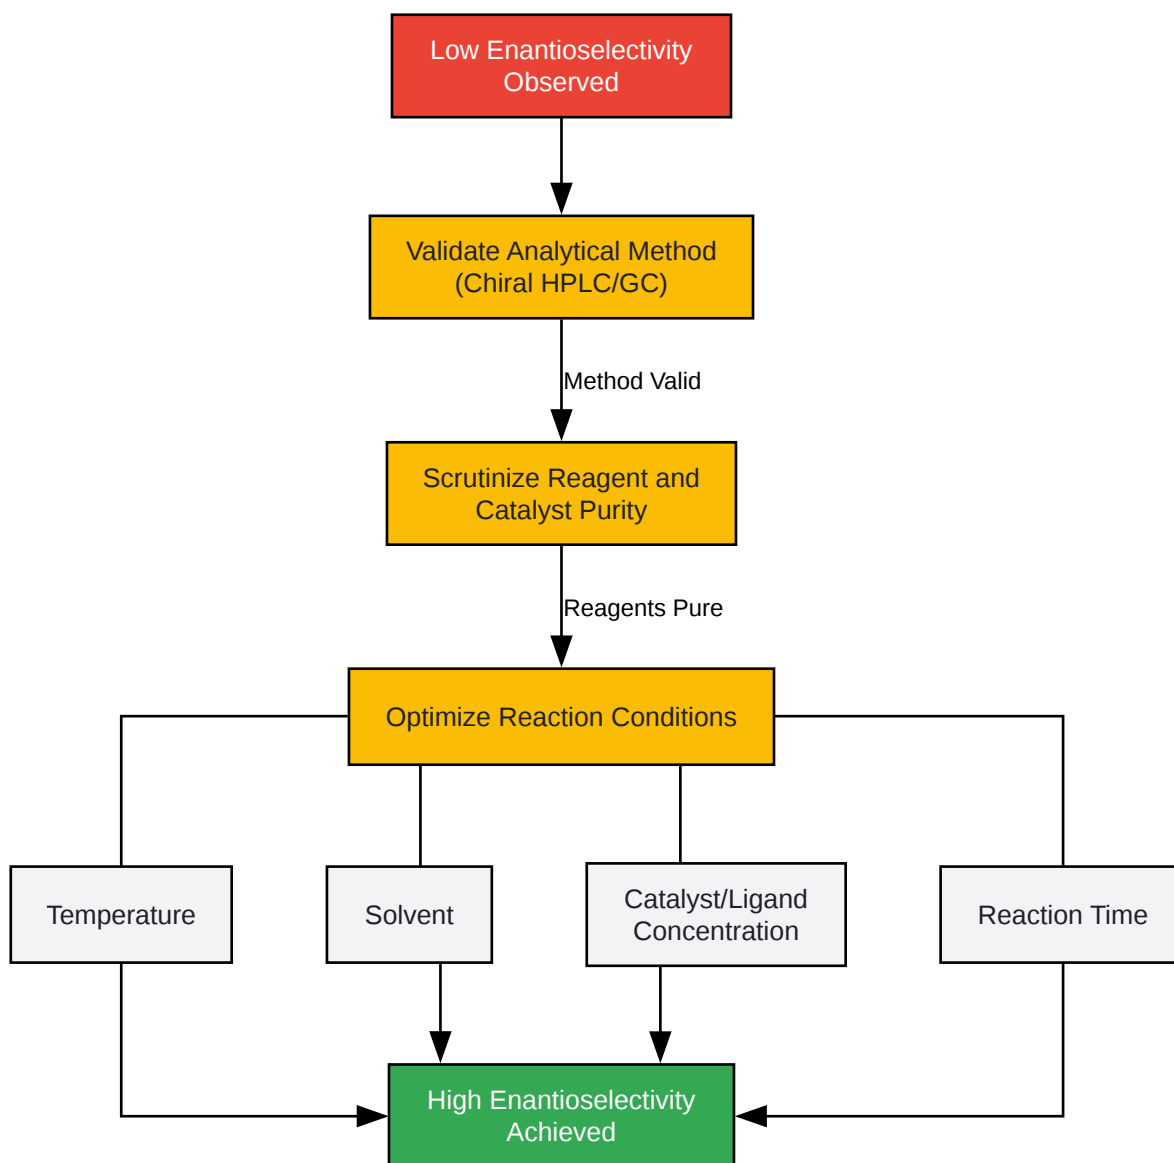 Low Enantioselectivity
Observed
Validate Analytical Method
(Chiral HPLC/GC)
Method Valid
Scrutinize Reagent and
Catalyst Purity
Reagents Pure
Optimize Reaction Conditions
Temperature
Solvent
Catalyst/Ligand
Concentration
Reaction Time
High Enantioselectivity
Achieved